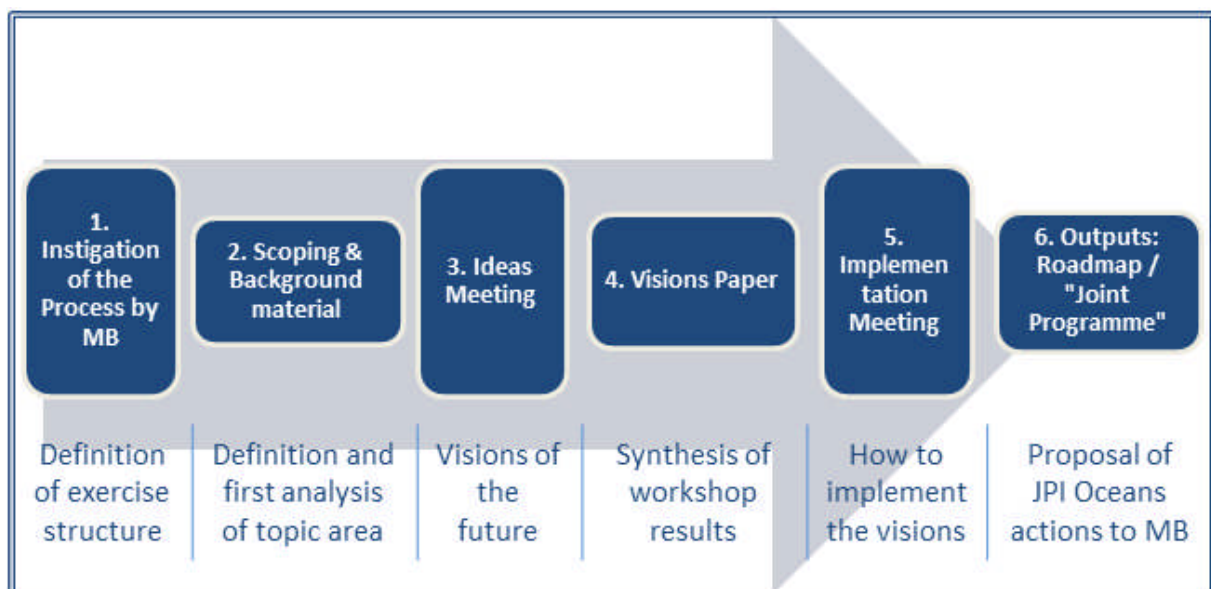 1.
Instigation
of the
Process by
MB
2. Scoping &
Background
material
3. Ideas
Meeting
4. Visions Paper
5.
Implemen
tation
Meeting
6. Outputs:
Roadmap /
"Joint
Programme"
Definition
of exercise
structure
Definition and
first analysis
of topic area
Visions of
the
future
Synthesis of
workshop
results
How to
implement
the visions
Proposal of
JPI Oceans
actions to MB